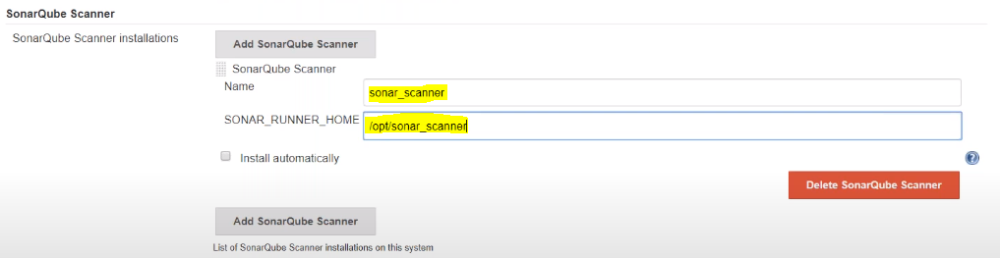 SonarQube Scanner
SonarQube Scanner installations
Add SonarQube Scanner
SonarQube Scanner
Name
sonar_scanner
SONAR_RUNNER_HOME
/opt/sonar_scanner
Install automatically
?
Delete SonarQube Scanner
Add SonarQube Scanner
List of SonarQube Scanner installations on this system